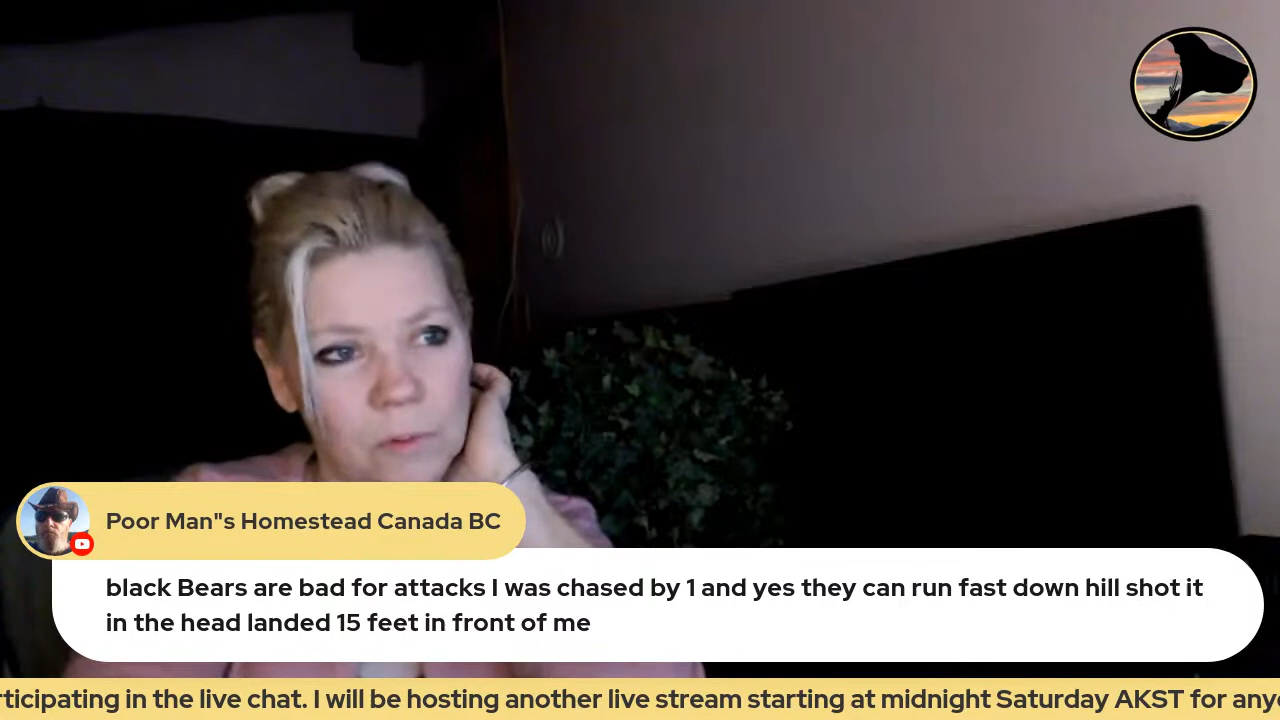 Poor Man"s Homestead Canada BC
black Bears are bad for attacks I was chased by 1 and yes they can run fast down hill shot it
in the head landed 15 feet in front of me
participating in the live chat. I will be hosting another live stream starting at midnight Saturday AKST for